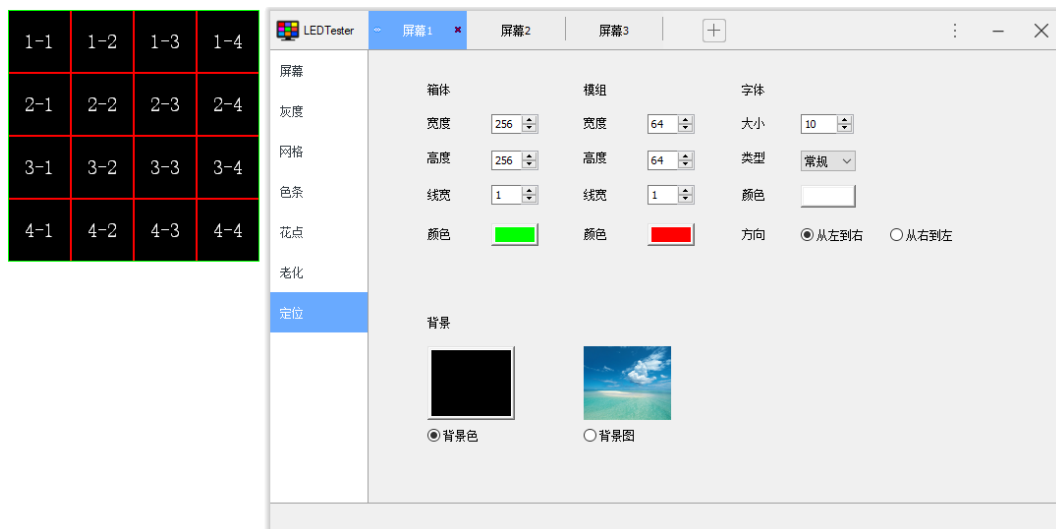 1-1 1-2 1-3 1-4
2-1 2-2 2-3 2-4
3-1 3-2 3-3 3-4
4-1 4-2 4-3 4-4
LEDTester 屏幕1 屏幕2 屏幕3
屏幕
灰度
网格
色条
花点
老化
定位
箱体 模组 字体
宽度 256 宽度 64 大小 10
高度 256 高度 64 类型 常规
线宽 1 线宽 1 颜色
颜色 颜色 方向 从左到右 从右到左
背景
背景色 背景图